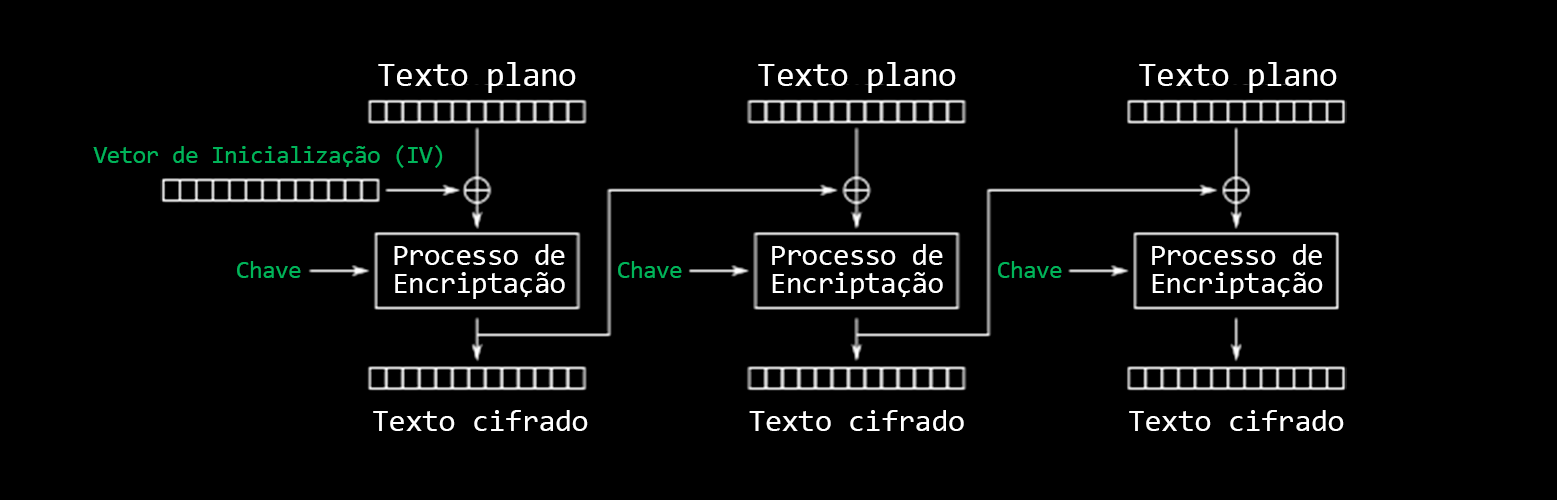 Texto plano
Texto plano
Texto plano
Vetor de Inicialização (IV)
Chave
Processo de
Encriptação
Chave
Processo de
Encriptação
Chave
Processo de
Encriptação
Texto cifrado
Texto cifrado
Texto cifrado